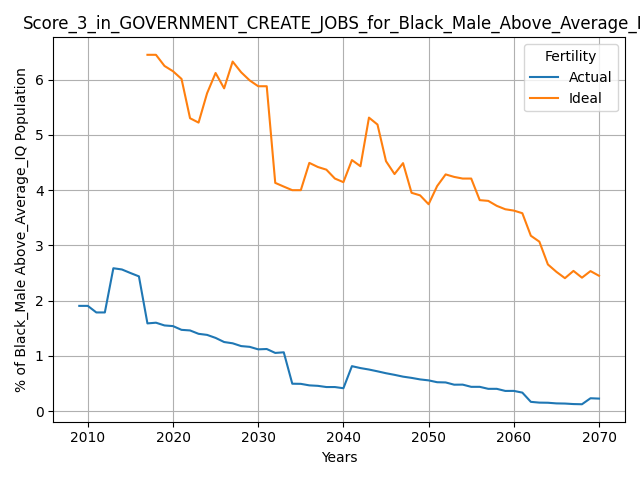 Score_3_in_GOVERNMENT_CREATE_JOBS_for_Black_Male_Above_Average_I
Fertility
Actual
Ideal
% of Black_Male Above_Average_IQ Population
6
5
4
3
2
1
0
2010 2020 2030 2040 2050 2060 2070
Years